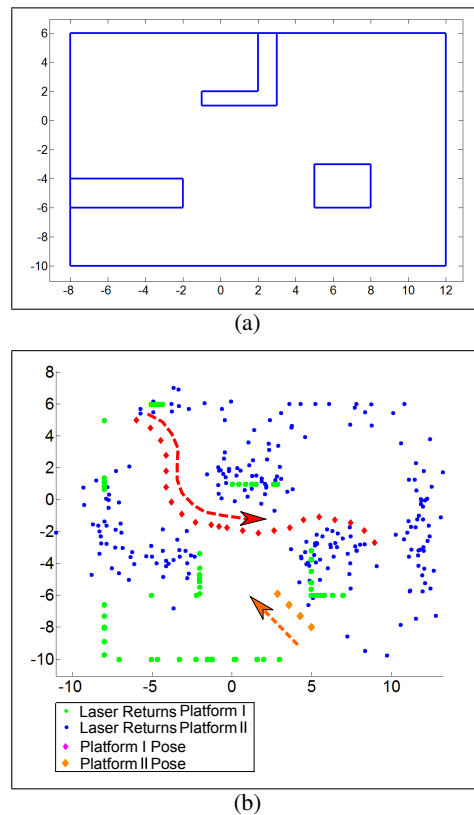 6
4
2
0
-2
-4
-6
-8
-10
-8 -6 -4 -2 0 2 4 6 8 10 12
(a)
8
6
4
2
0
-2
-4
-6
-8
-10
-10 -5 0 5 10
Laser Returns Platform I
Laser Returns Platform II
Platform I Pose
Platform II Pose
(b)